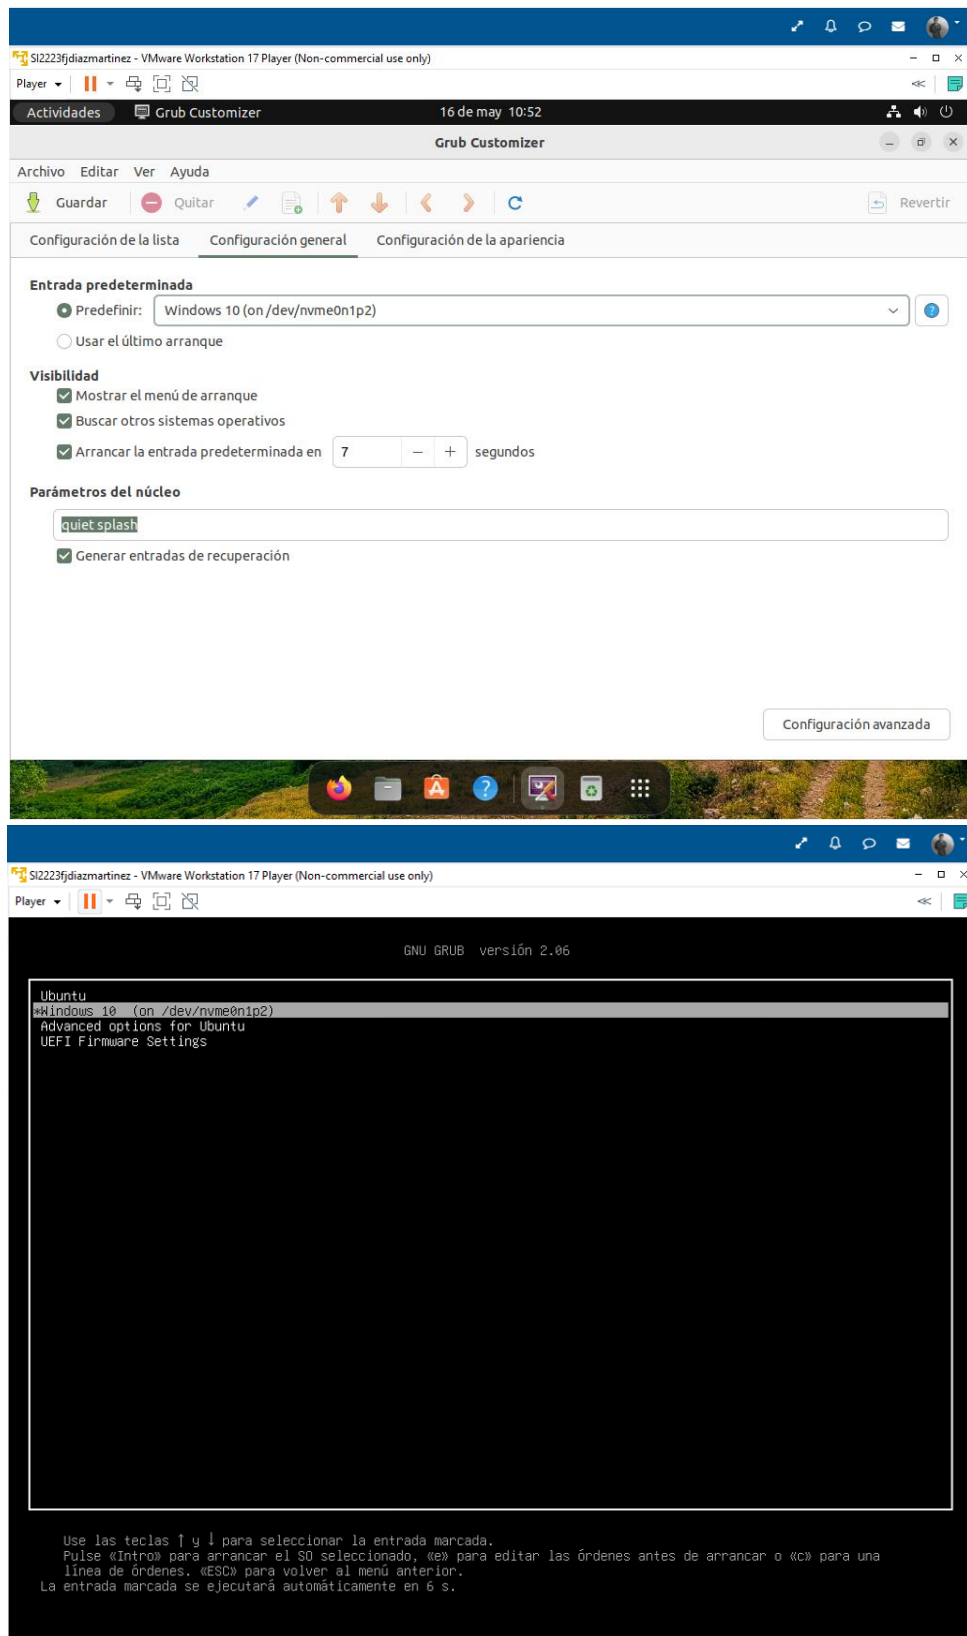 SI2223fjdiazmartinez - VMware Workstation 17 Player (Non-commercial use only)
Player
Actividades Grub Customizer 16 de may 10:52
Grub Customizer
Archivo Editar Ver Ayuda
Guardar Quitar Revertir
Configuración de la lista Configuración general Configuración de la apariencia
Entrada predeterminada
Predefinir: Windows 10 (on /dev/nvme0n1p2)
Usar el último arranque
Visibilidad
Mostrar el menú de arranque
Buscar otros sistemas operativos
Arrancar la entrada predeterminada en 7 − + segundos
Parámetros del núcleo
quiet splash
Generar entradas de recuperación
Configuración avanzada
SI2223fjdiazmartinez - VMware Workstation 17 Player (Non-commercial use only)
Player
GNU GRUB versión 2.06
Ubuntu
*Windows 10 (on /dev/nvme0n1p2)
Advanced options for Ubuntu
UEFI Firmware Settings
Use las teclas ↑ y ↓ para seleccionar la entrada marcada.
Pulse «Intro» para arrancar el SO seleccionado, «e» para editar las órdenes antes de arrancar o «c» para una
línea de órdenes. «ESC» para volver al menú anterior.
La entrada marcada se ejecutará automáticamente en 6 s.